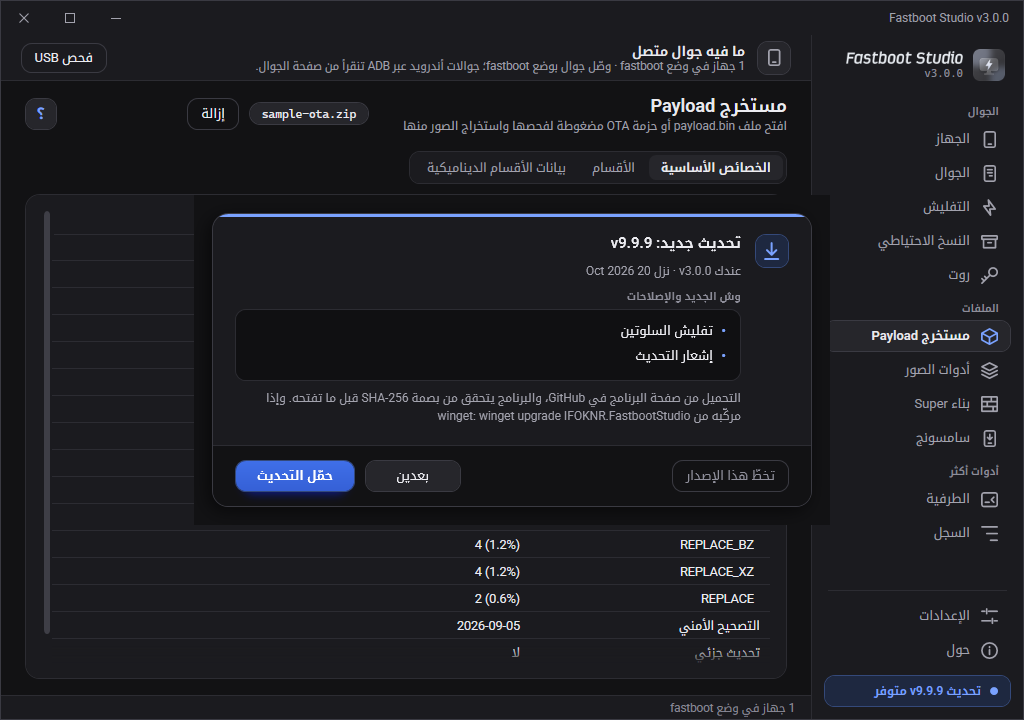 Fastboot Studio v3.0.0
Fastboot Studio
v3.0.0
الجوال
الجهاز
الجوال
التفليش
النسخ الاحتياطي
روت
الملفات
مستخرج Payload
أدوات الصور
بناء Super
سامسونج
أدوات أكثر
الطرفية
السجل
الإعدادات
حول
تحديث v9.9.9 متوفر
ما فيه جوال متصل
1 جهاز في وضع fastboot · وصّل جوال بوضع fastboot؛ جوالات أندرويد عبر ADB تنقرأ من صفحة الجوال.
فحص USB
مستخرج Payload
افتح ملف payload.bin أو حزمة OTA مضغوطة لفحصها واستخراج الصور منها
sample-ota.zip
إزالة
؟
الخصائص الأساسية
الأقسام
بيانات الأقسام الديناميكية
تحديث جديد: v9.9.9
عندك v3.0.0 · نزل 20 Oct 2026
وش الجديد والإصلاحات
• تفليش السلوتين
• إشعار التحديث
التحميل من صفحة البرنامج في GitHub، والبرنامج يتحقق من بصمة SHA-256 قبل ما تفتحه. وإذا
مركّبه من winget: winget upgrade IFOKNR.FastbootStudio
تخطّ هذا الإصدار
بعدين
حمّل التحديث
REPLACE_BZ 4 (1.2%)
REPLACE_XZ 4 (1.2%)
REPLACE 2 (0.6%)
التصحيح الأمني 2026-09-05
تحديث جزئي لا
1 جهاز في وضع fastboot